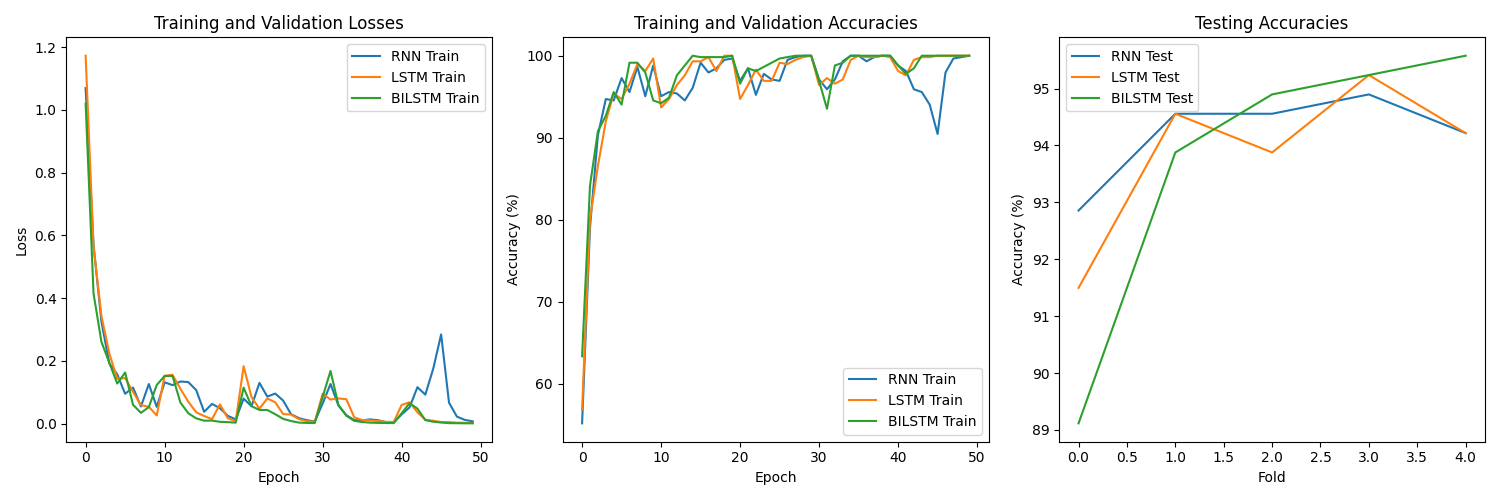 Training and Validation Losses
RNN Train
LSTM Train
BILSTM Train
Loss
1.2
1.0
0.8
0.6
0.4
0.2
0.0
0 10 20 30 40 50
Epoch
Training and Validation Accuracies
RNN Train
LSTM Train
BILSTM Train
Accuracy (%)
100
90
80
70
60
0 10 20 30 40 50
Epoch
Testing Accuracies
RNN Test
LSTM Test
BILSTM Test
Accuracy (%)
95
94
93
92
91
90
89
0.0 0.5 1.0 1.5 2.0 2.5 3.0 3.5 4.0
Fold